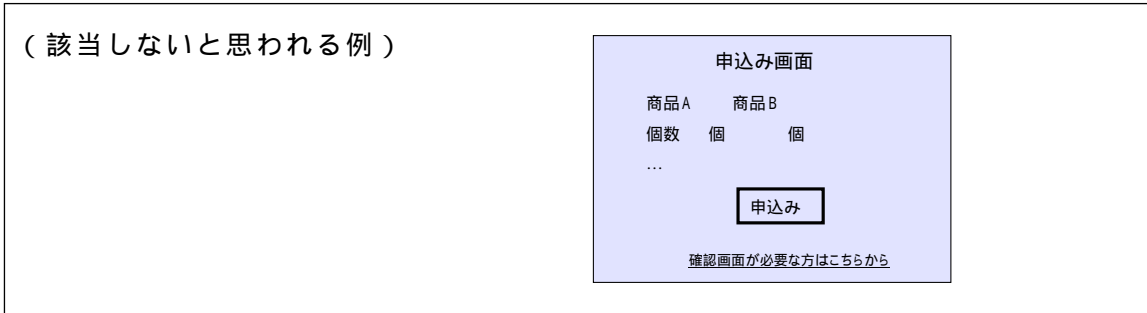 (該当しないと思われる例)
申込み画面
商品A 商品B
個数 個 個
…
申込み
確認画面が必要な方はこちらから